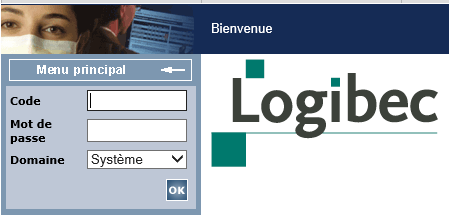 Bienvenue
Menu principal
Code
Mot de
passe
Domaine
Système
OK
Logibec